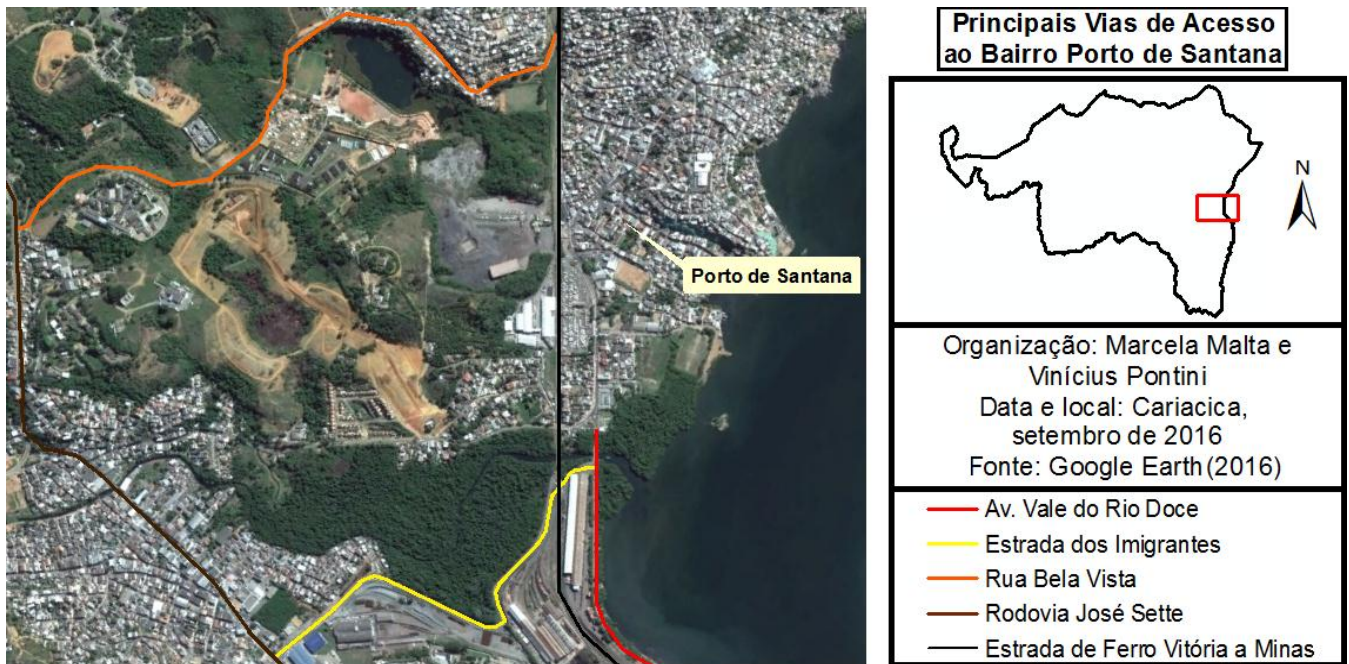 Principais Vias de Acesso
ao Bairro Porto de Santana
N
Porto de Santana
Organização: Marcela Malta e
Vinícius Pontini
Data e local: Cariacica,
setembro de 2016
Fonte: Google Earth (2016)
Av. Vale do Rio Doce
Estrada dos Imigrantes
Rua Bela Vista
Rodovia José Sette
Estrada de Ferro Vitória a Minas